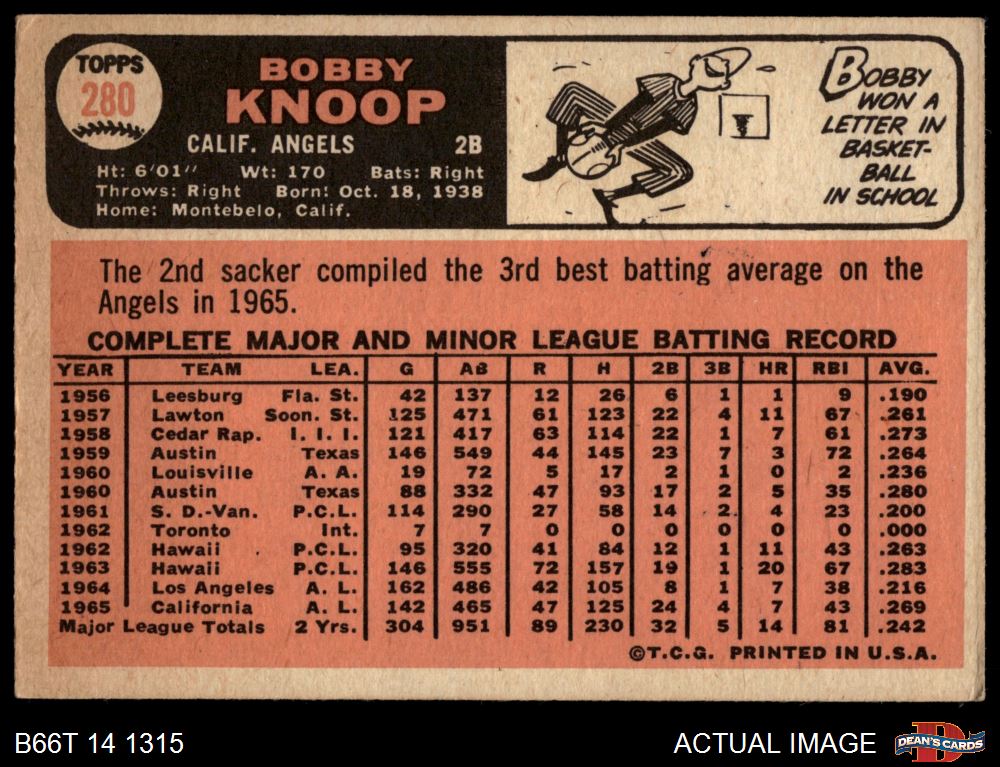 TOPPS
280
BOBBY
KNOOP
CALIF. ANGELS 2B
Ht: 6'01" Wt: 170 Bats: Right
Throws: Right Born: Oct. 18, 1938
Home: Montebelo, Calif.
BOBBY
WON A
LETTER IN
BASKET-
BALL
IN SCHOOL
The 2nd sacker compiled the 3rd best batting average on the
Angels in 1965.
COMPLETE MAJOR AND MINOR LEAGUE BATTING RECORD
YEAR TEAM LEA. G AB R H 2B 3B HR RBI AVG.
1956 Leesburg Fla. St. 42 137 12 26 6 1 1 9 .190
1957 Lawton Soon. St. 125 471 61 123 22 4 11 67 .261
1958 Cedar Rap. I. I. I. 121 417 63 114 22 1 7 61 .273
1959 Austin Texas 146 549 44 145 23 7 3 72 .264
1960 Louisville A. A. 19 72 5 17 2 1 0 2 .236
1960 Austin Texas 88 332 47 93 17 2 5 35 .280
1961 S. D.-Van. P.C.L. 114 290 27 58 14 2 4 23 .200
1962 Toronto Int. 7 7 0 0 0 0 0 0 .000
1962 Hawaii P.C.L. 95 320 41 84 12 1 11 43 .263
1963 Hawaii P.C.L. 146 555 72 157 19 1 20 67 .283
1964 Los Angeles A. L. 162 486 42 105 8 1 7 38 .216
1965 California A. L. 142 465 47 125 24 4 7 43 .269
Major League Totals 2 Yrs. 304 951 89 230 32 5 14 81 .242
©T.C.G. PRINTED IN U.S.A.
B66T 14 1315
ACTUAL IMAGE
DEAN'S CARDS